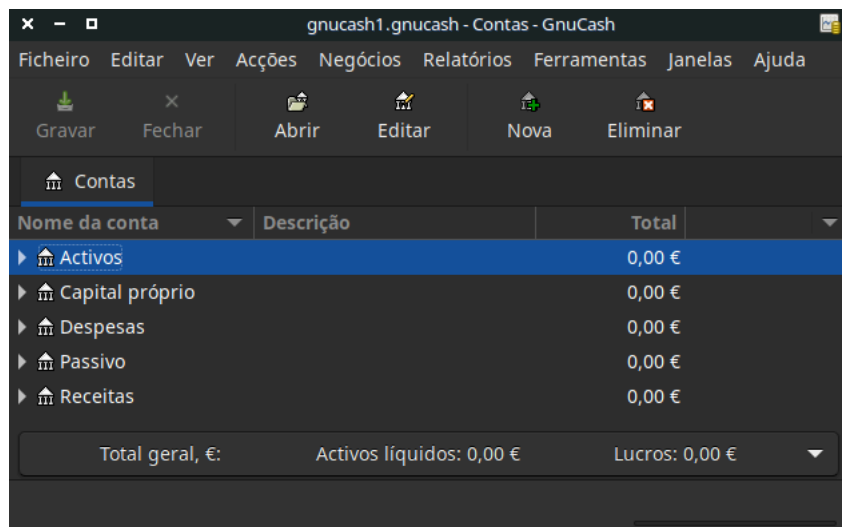 gnucash1.gnucash - Contas - GnuCash
Ficheiro Editar Ver Acções Negócios Relatórios Ferramentas Janelas Ajuda
Gravar Fechar Abrir Editar Nova Eliminar
Contas
Nome da conta Descrição Total
Activos 0,00 €
Capital próprio 0,00 €
Despesas 0,00 €
Passivo 0,00 €
Receitas 0,00 €
Total geral, €: Activos líquidos: 0,00 € Lucros: 0,00 €